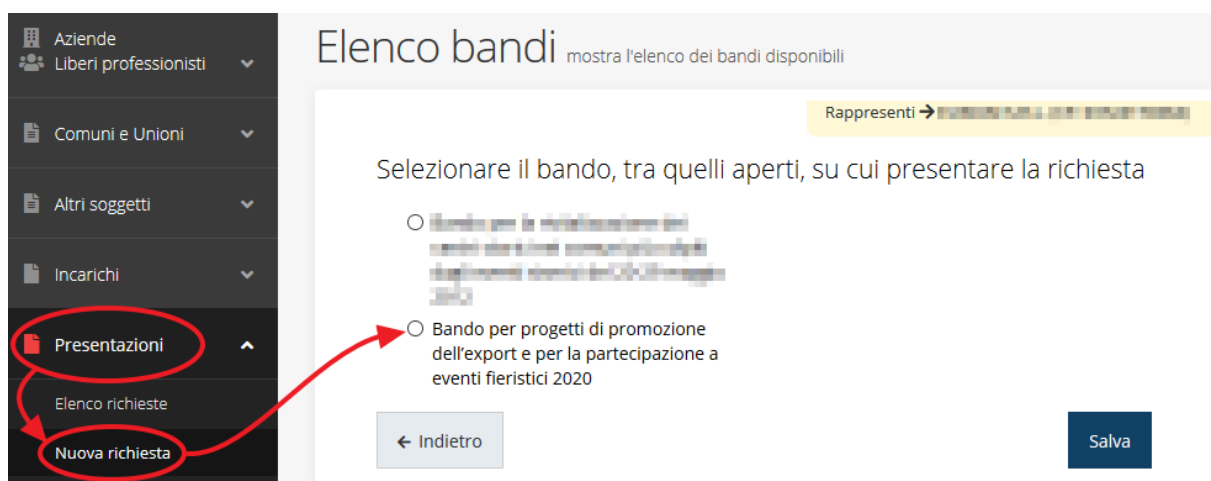 Aziende
Liberi professionisti
Comuni e Unioni
Altri soggetti
Incarichi
Presentazioni
Elenco richieste
Nuova richiesta
Elenco bandi mostra l'elenco dei bandi disponibili
Rappresenti
Selezionare il bando, tra quelli aperti, su cui presentare la richiesta
Bando per progetti di promozione
dell'export e per la partecipazione a
eventi fieristici 2020
Indietro
Salva